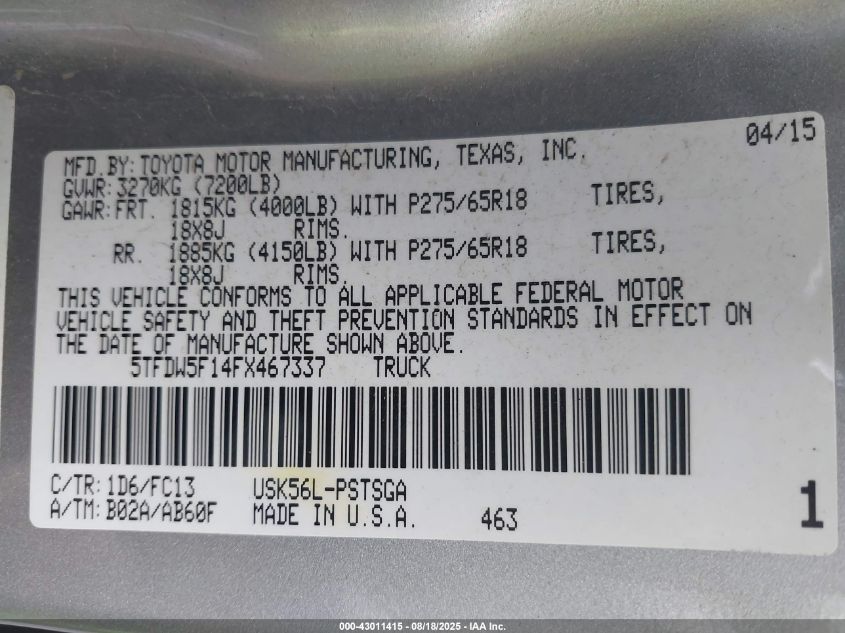 04/15
MFD.BY:TOYOTA MOTOR MANUFACTURING, TEXAS, INC.
GVWR:3270KG (7200LB)
GAWR:FRT. 1815KG (4000LB) WITH P275/65R18 TIRES,
18X8J RIMS.
RR. 1885KG (4150LB) WITH P275/65R18 TIRES,
18X8J RIMS.
THIS VEHICLE CONFORMS TO ALL APPLICABLE FEDERAL MOTOR
VEHICLE SAFETY AND THEFT PREVENTION STANDARDS IN EFFECT ON
THE DATE OF MANUFACTURE SHOWN ABOVE.
5TFDW5F14FX467337 TRUCK
C/TR:1D6/FC13 USK56L-PSTSGA
A/TM:B02A/AB60F MADE IN U.S.A. 463
1
000-43011415 - 08/18/2025 - IAA Inc.